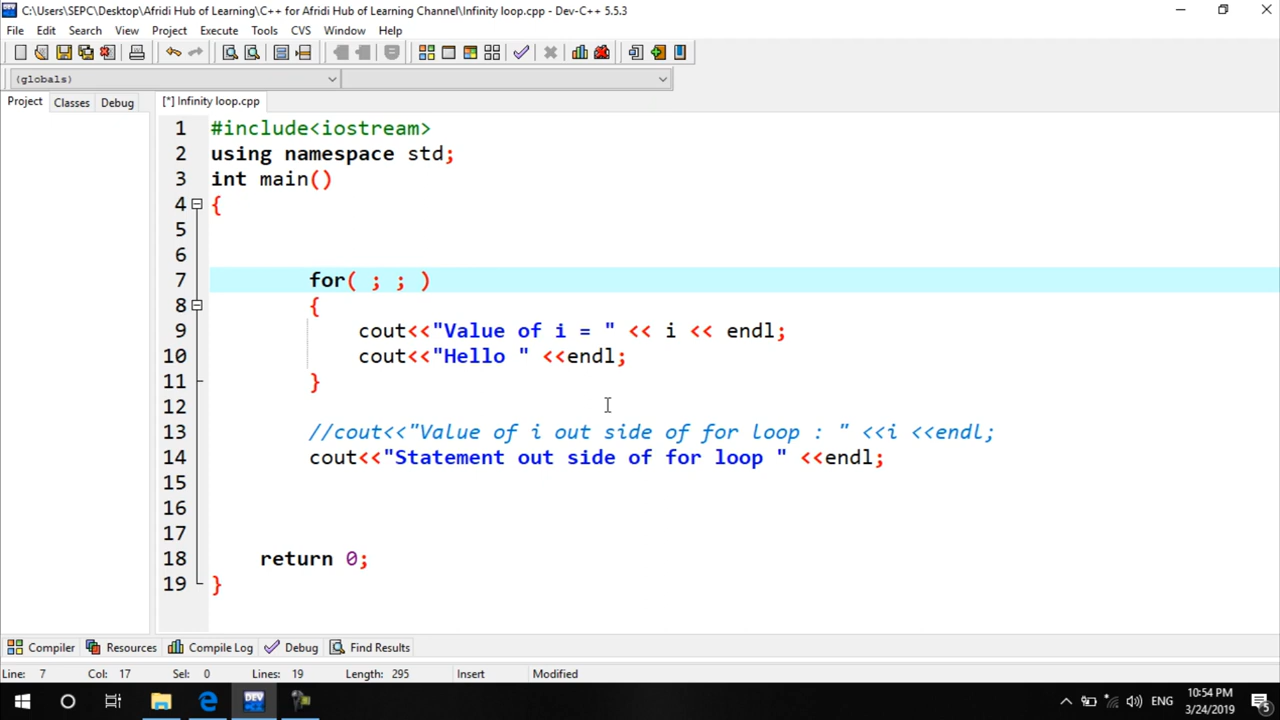 C:\Users\SEPC\Desktop\Afridi Hub of Learning\C++ for Afridi Hub of Learning Channel\Infinity loop.cpp - Dev-C++ 5.5.3
File Edit Search View Project Execute Tools CVS Window Help
(globals)
Project Classes Debug [*] Infinity loop.cpp
1 #include<iostream>
2 using namespace std;
3 int main()
4 {
5
6
7 for( ; ; )
8 {
9 cout<<"Value of i = " << i << endl;
10 cout<<"Hello " <<endl;
11 }
12
13 //cout<<"Value of i out side of for loop : " <<i <<endl;
14 cout<<"Statement out side of for loop " <<endl;
15
16
17
18 return 0;
19 }
Compiler Resources Compile Log Debug Find Results
Line: 7 Col: 17 Sel: 0 Lines: 19 Length: 295 Insert Modified
DEV ENG 10:54 PM
3/24/2019 5